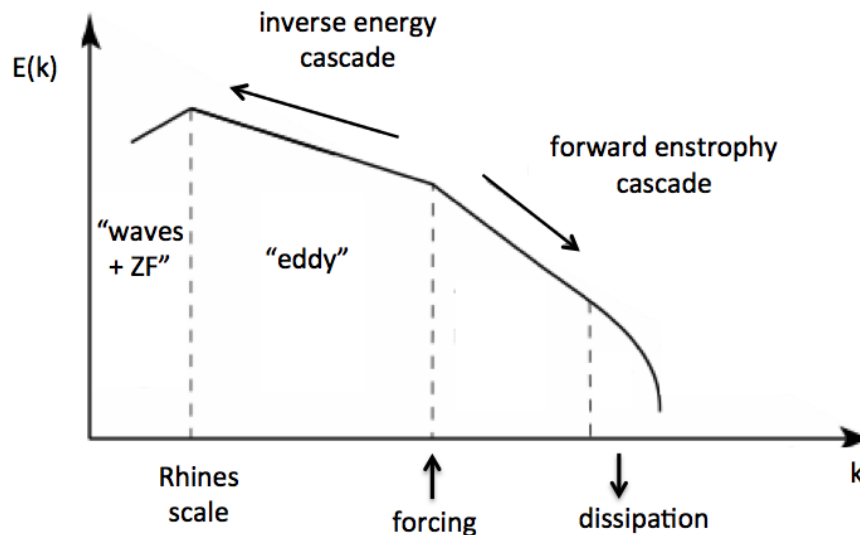 inverse energy
cascade
E(k)
forward enstrophy
cascade
“waves
+ ZF”
“eddy”
k
Rhines
scale
forcing
dissipation